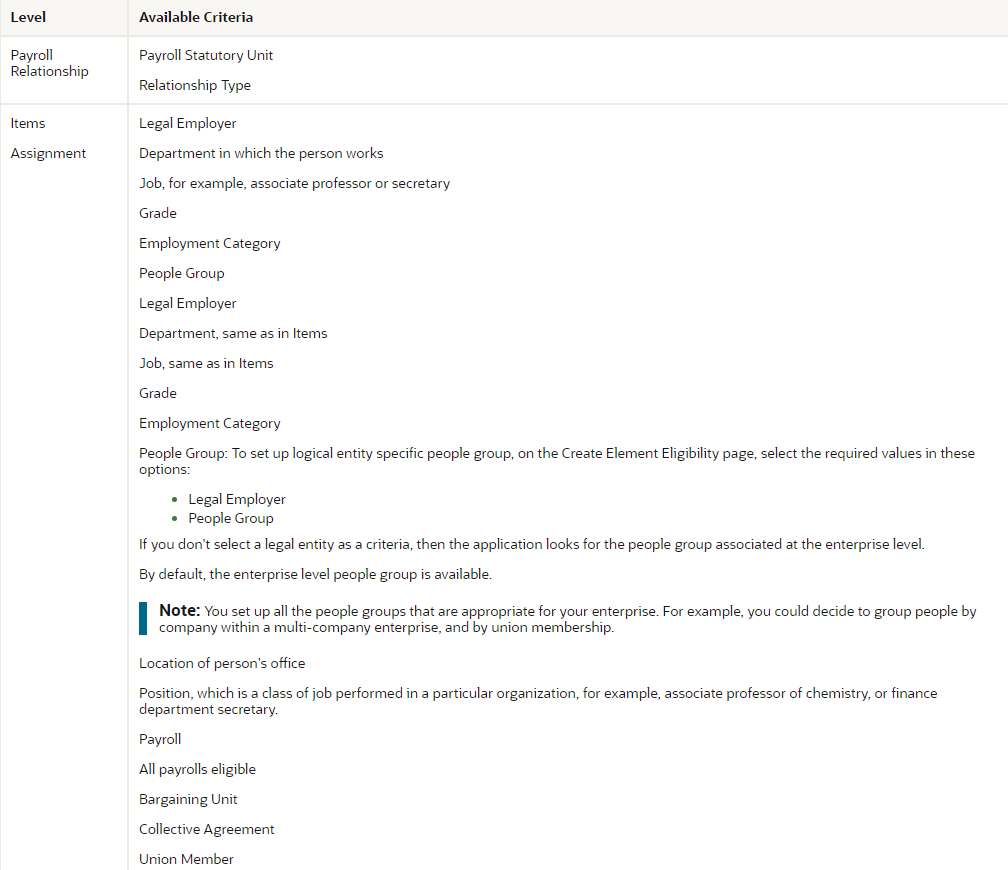 Level
Available Criteria
Payroll
Relationship
Payroll Statutory Unit
Relationship Type
Items
Assignment
Legal Employer
Department in which the person works
Job, for example, associate professor or secretary
Grade
Employment Category
People Group
Legal Employer
Department, same as in Items
Job, same as in Items
Grade
Employment Category
People Group: To set up logical entity specific people group, on the Create Element Eligibility page, select the required values in these
options:
Legal Employer
People Group
If you don't select a legal entity as a criteria, then the application looks for the people group associated at the enterprise level.
By default, the enterprise level people group is available.
Note: You set up all the people groups that are appropriate for your enterprise. For example, you could decide to group people by
company within a multi-company enterprise, and by union membership.
Location of person's office
Position, which is a class of job performed in a particular organization, for example, associate professor of chemistry, or finance
department secretary.
Payroll
All payrolls eligible
Bargaining Unit
Collective Agreement
Union Member